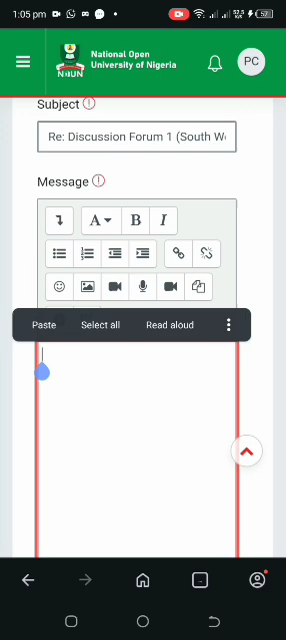 1:05 pm
National Open
University of Nigeria
NOUN
PC
Subject
Re: Discussion Forum 1 (South W
Message
A B I
Paste Select all Read aloud